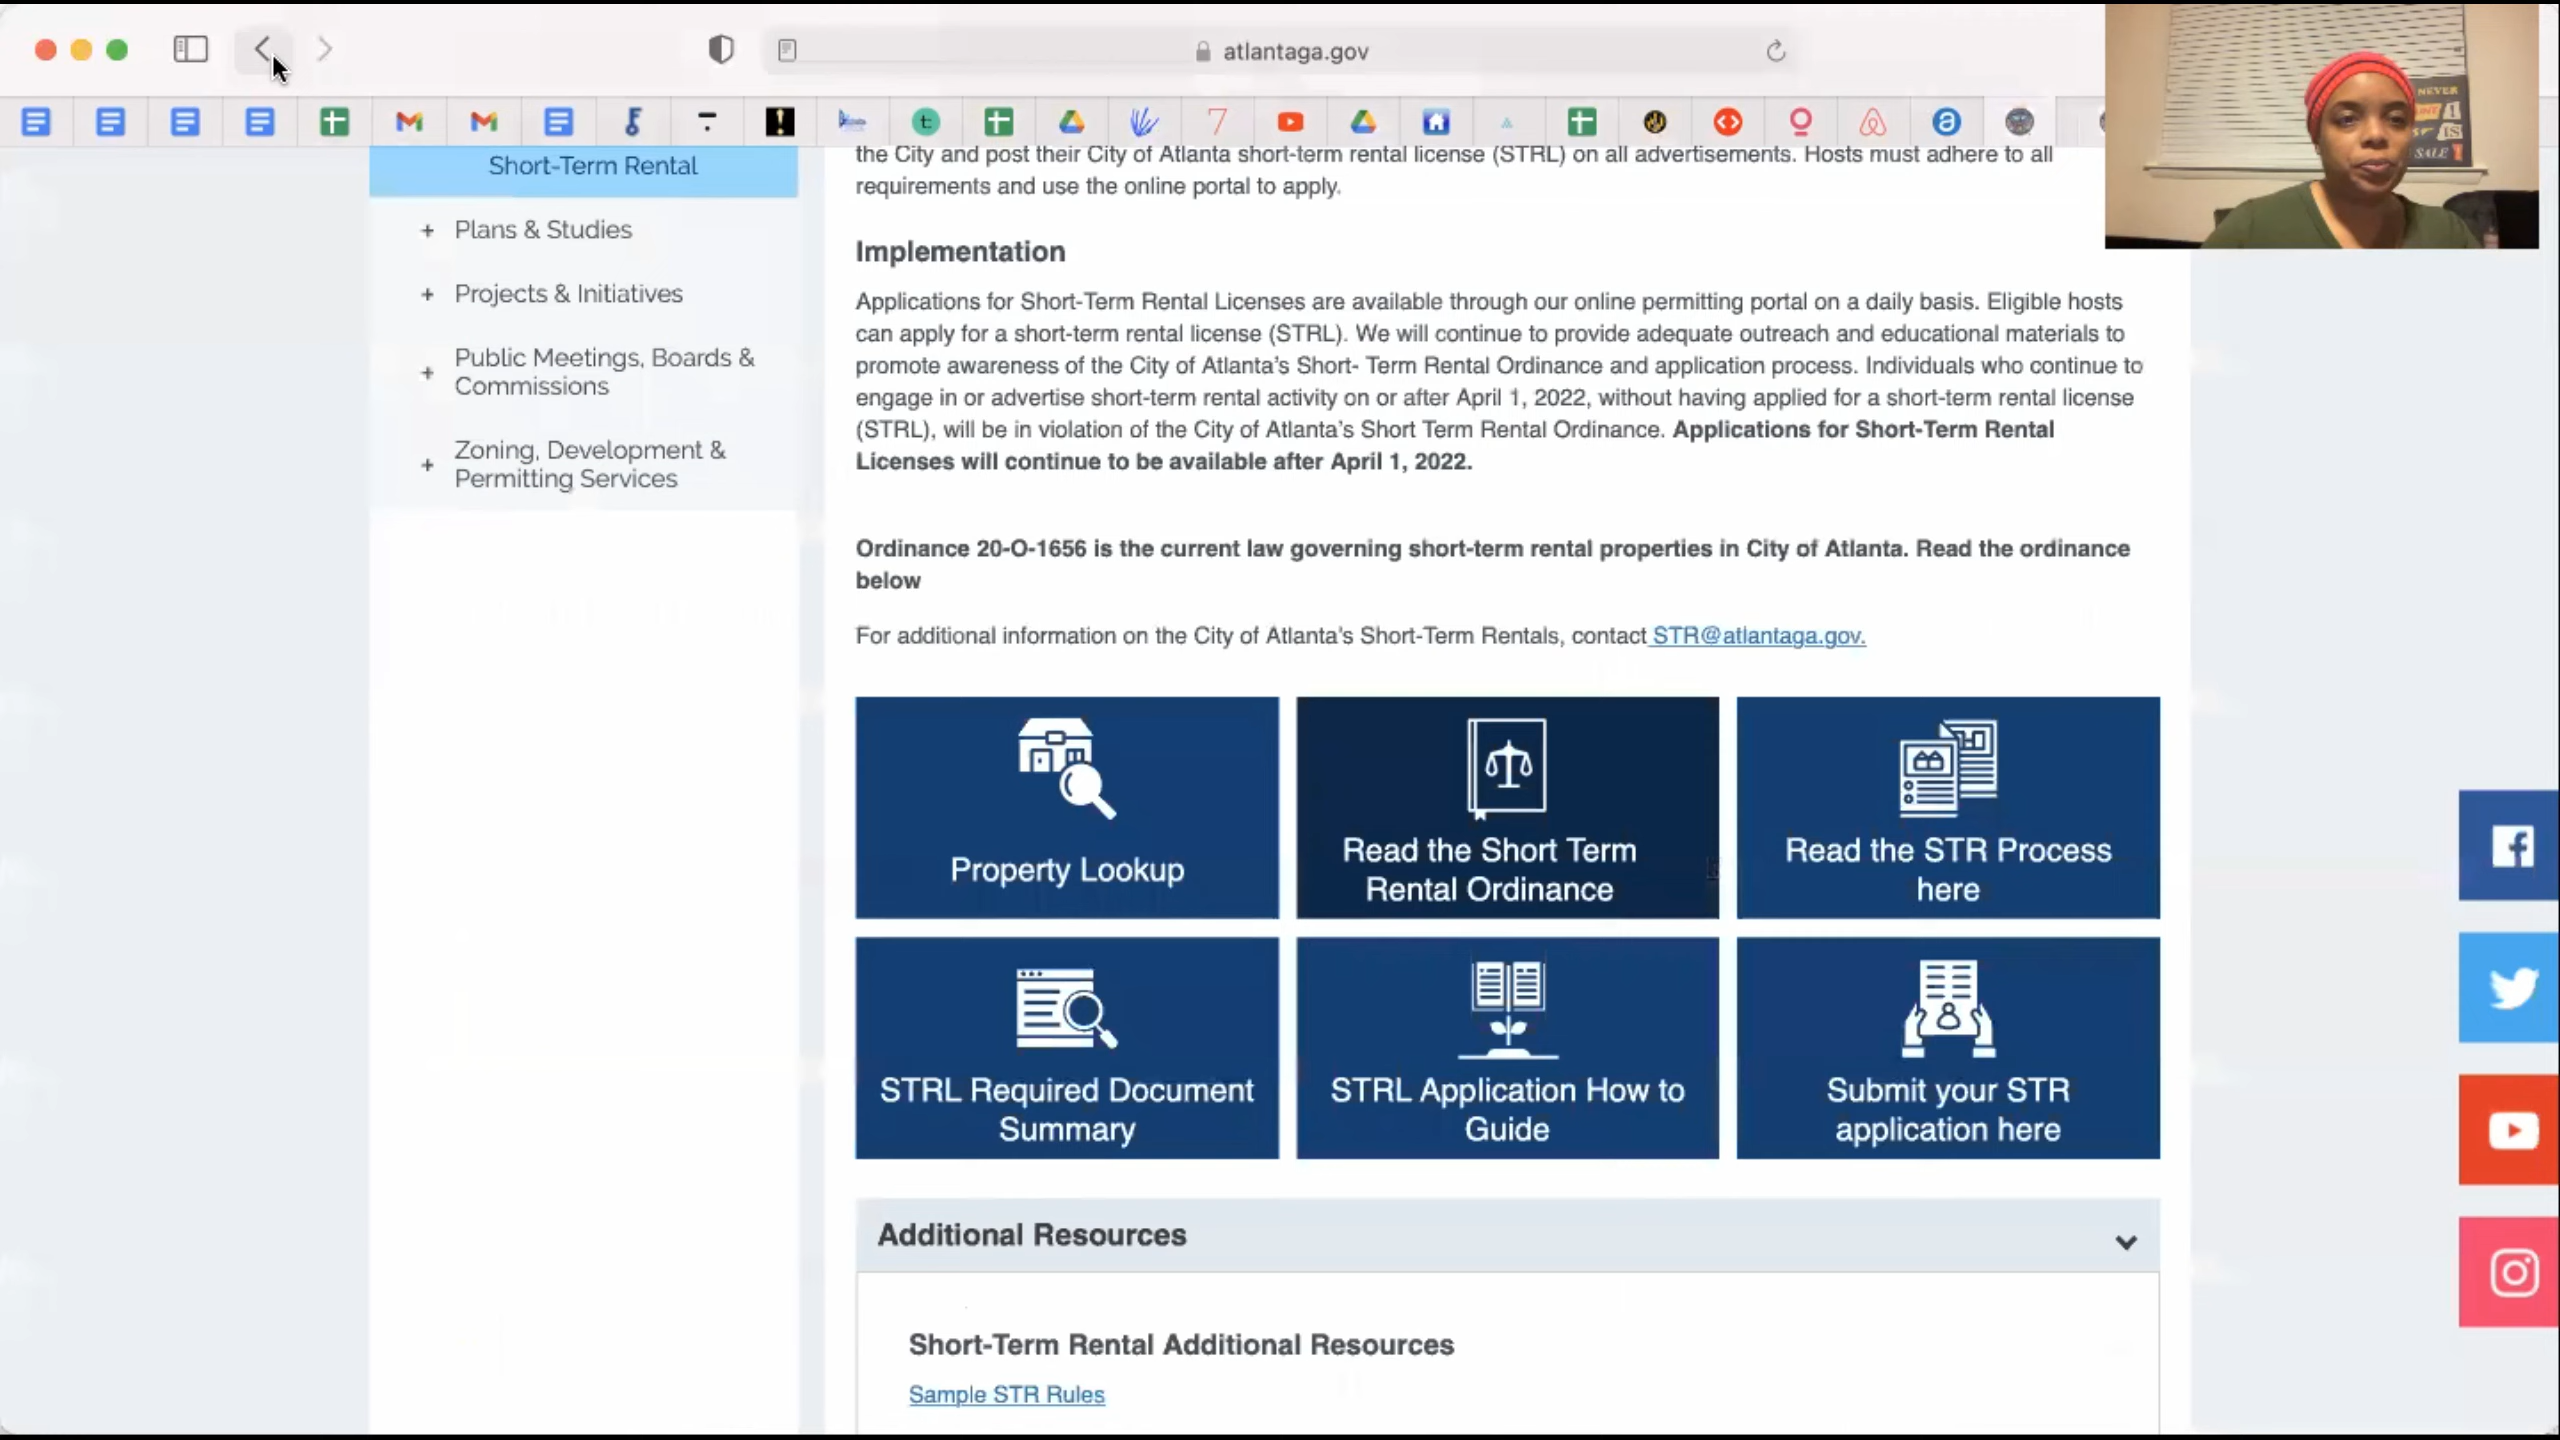 atlantaga.gov
NEVER
IS
SALE
Short-Term Rental
+ Plans & Studies
+ Projects & Initiatives
+ Public Meetings, Boards &
Commissions
+ Zoning, Development &
Permitting Services
the City and post their City of Atlanta short-term rental license (STRL) on all advertisements. Hosts must adhere to all
requirements and use the online portal to apply.
Implementation
Applications for Short-Term Rental Licenses are available through our online permitting portal on a daily basis. Eligible hosts
can apply for a short-term rental license (STRL). We will continue to provide adequate outreach and educational materials to
promote awareness of the City of Atlanta's Short- Term Rental Ordinance and application process. Individuals who continue to
engage in or advertise short-term rental activity on or after April 1, 2022, without having applied for a short-term rental license
(STRL), will be in violation of the City of Atlanta's Short Term Rental Ordinance. Applications for Short-Term Rental
Licenses will continue to be available after April 1, 2022.
Ordinance 20-O-1656 is the current law governing short-term rental properties in City of Atlanta. Read the ordinance
below
For additional information on the City of Atlanta's Short-Term Rentals, contact STR@atlantaga.gov.
Property Lookup
Read the Short Term
Rental Ordinance
Read the STR Process
here
STRL Required Document
Summary
STRL Application How to
Guide
Submit your STR
application here
Additional Resources
Short-Term Rental Additional Resources
Sample STR Rules